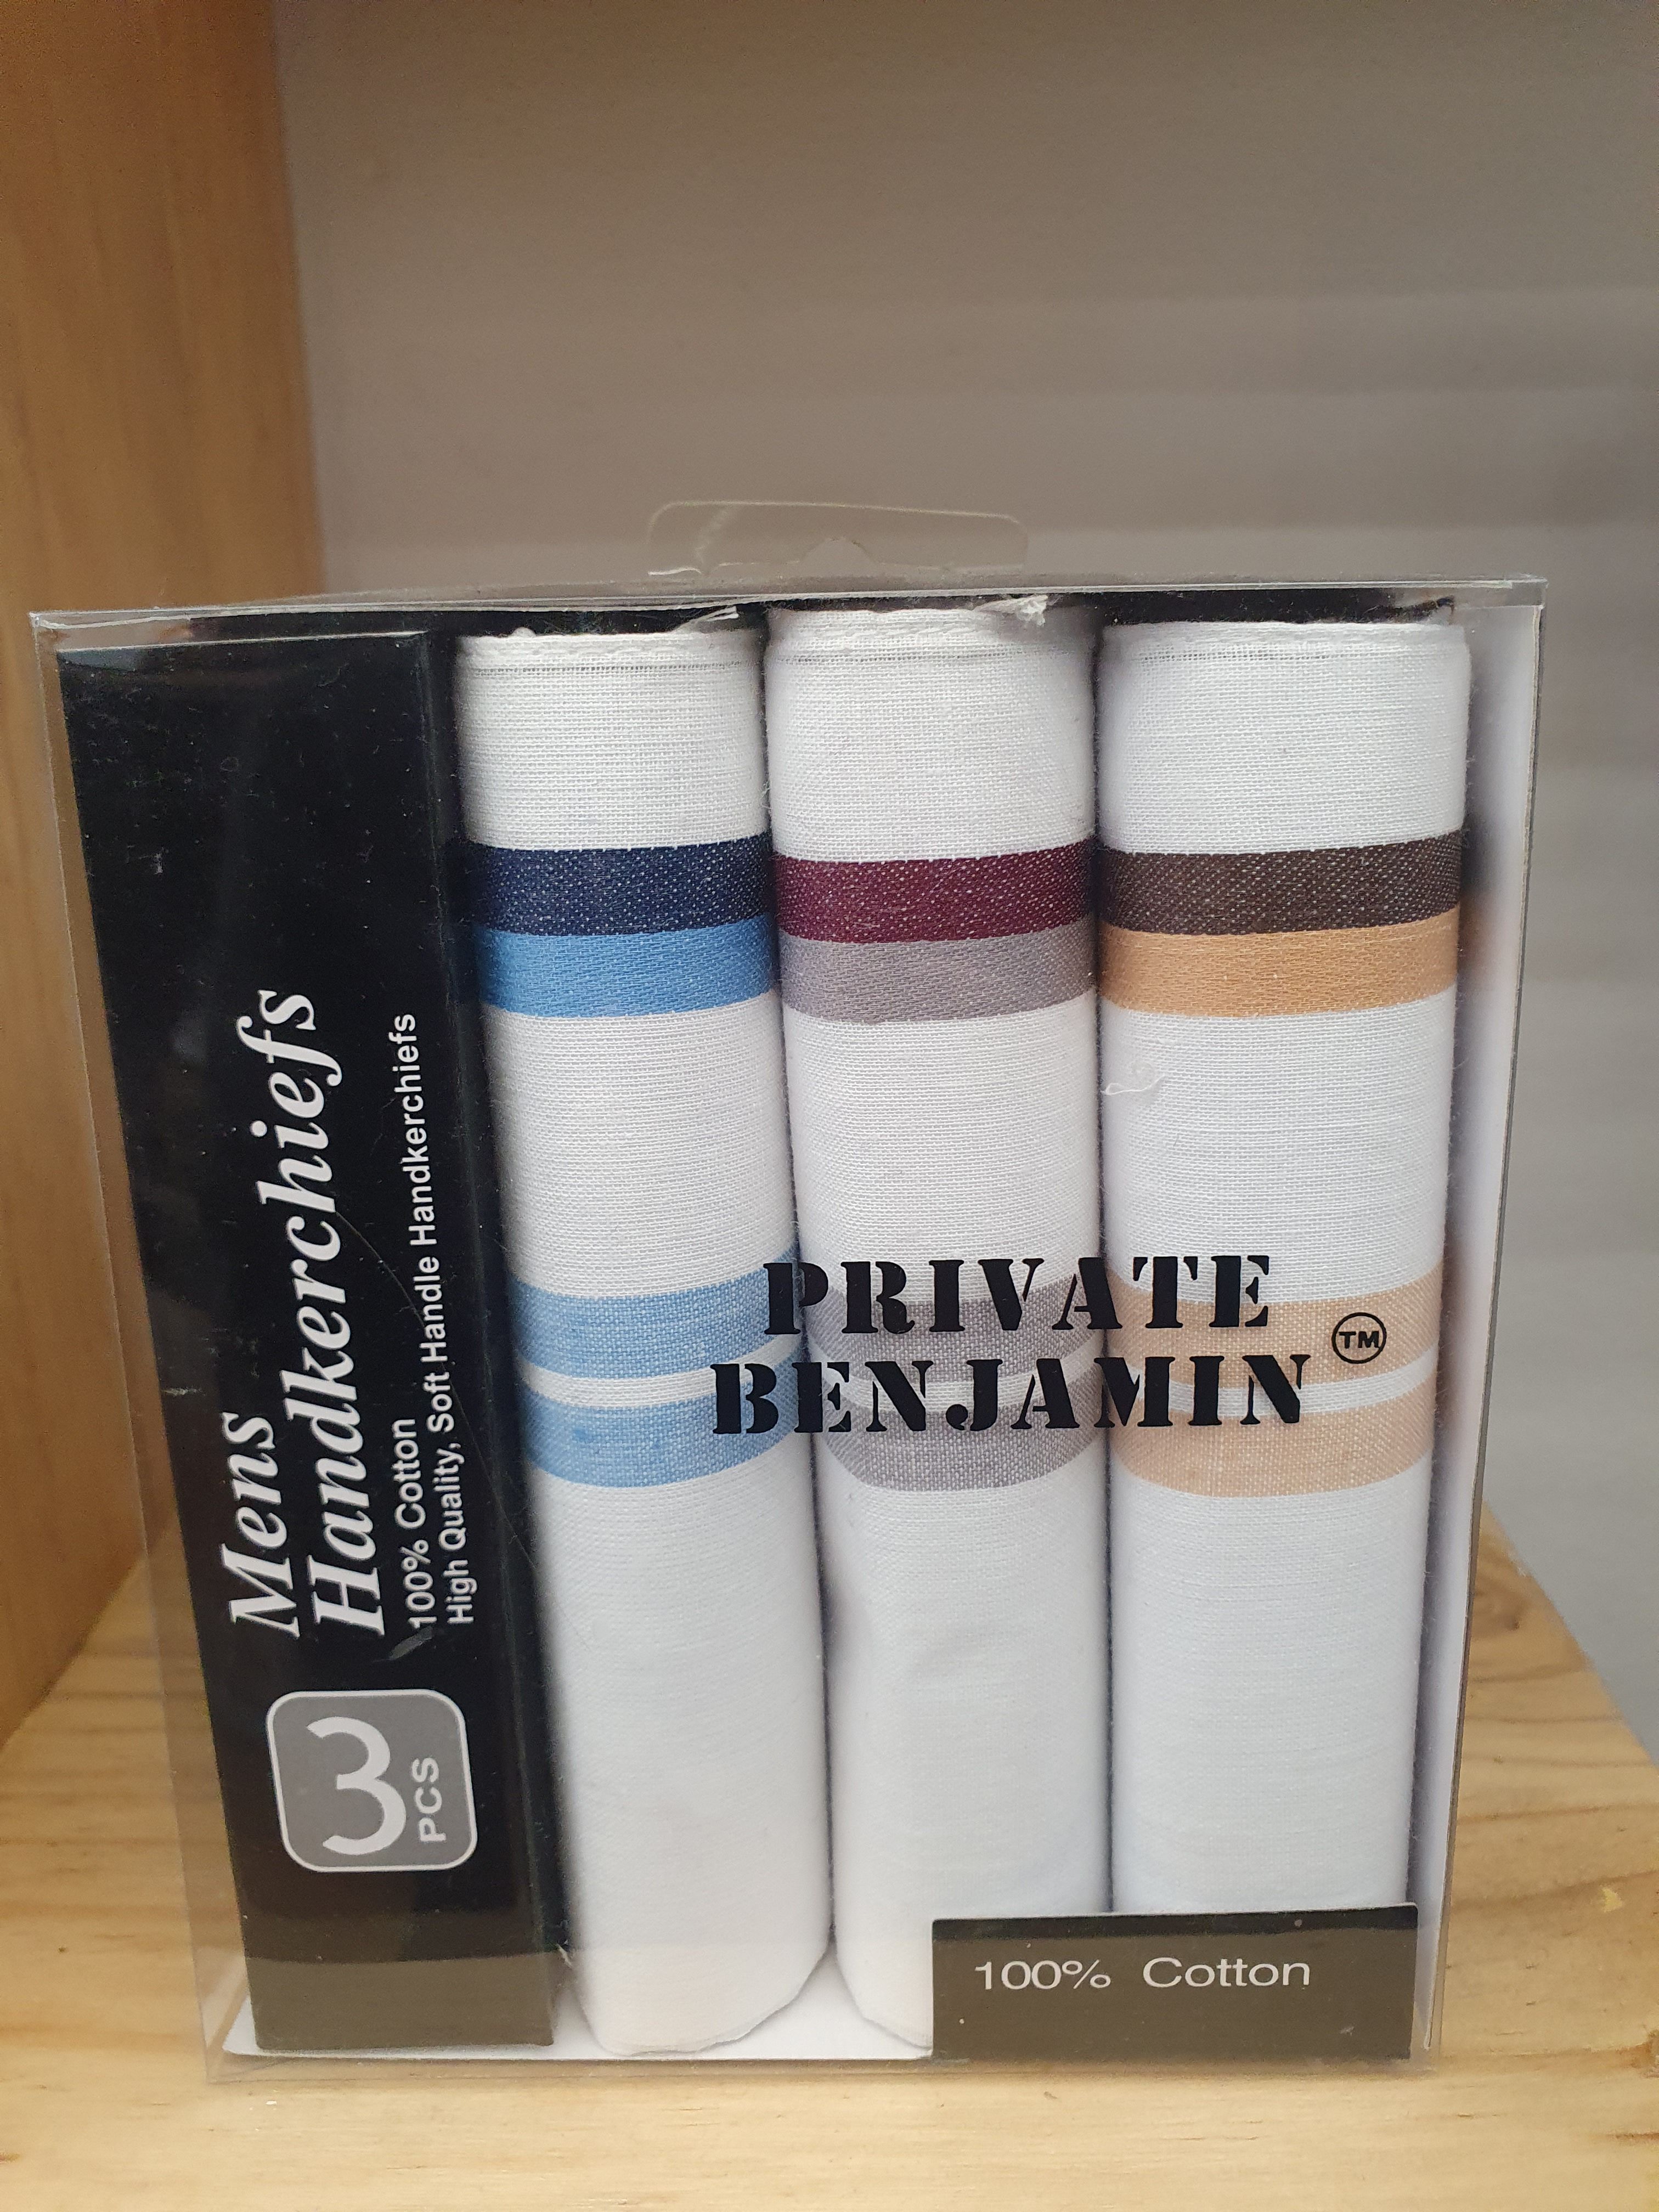 Mens
Handkerchiefs
100% Cotton
High Quality, Soft Handle Handkerchiefs
3
PCS
PRIVATE
BENJAMIN TM
100% Cotton